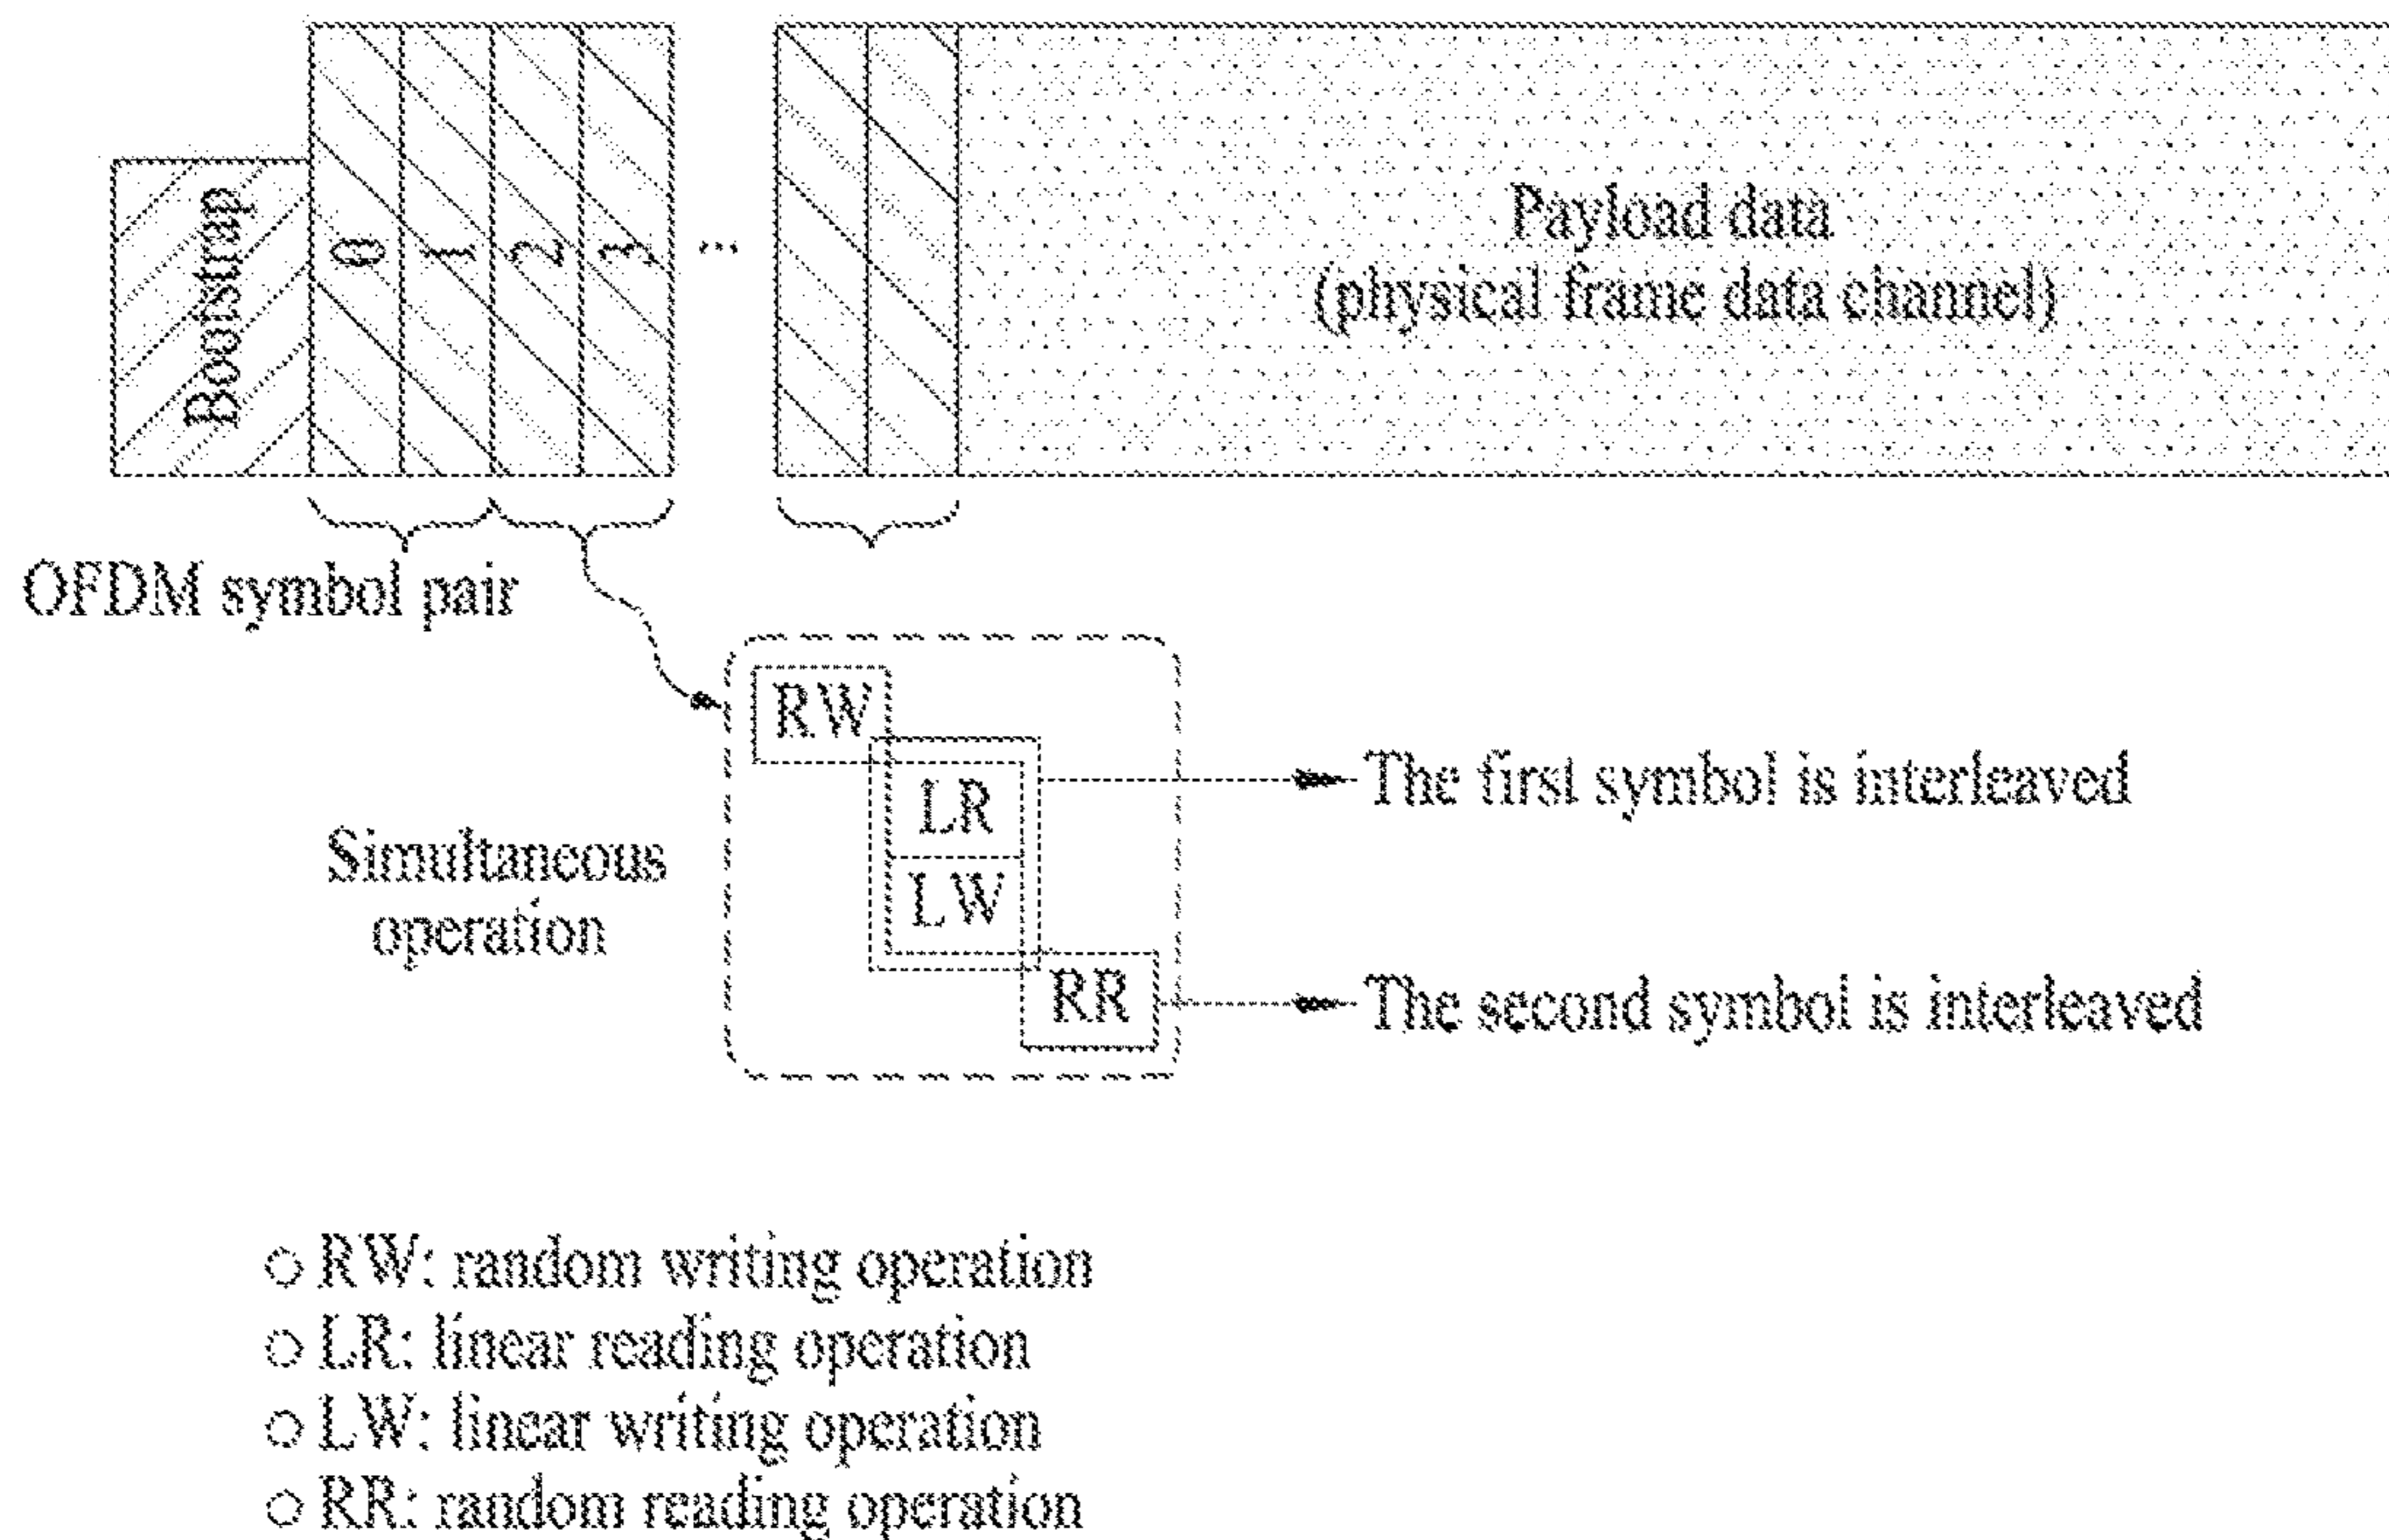 Bootstrap
0
1
2
3
...
Payload data
(physical frame data channel)
OFDM symbol pair
RW
LR
LW
RR
The first symbol is interleaved
Simultaneous
operation
The second symbol is interleaved
○ RW: random writing operation
○ LR: linear reading operation
○ LW: linear writing operation
○ RR: random reading operation